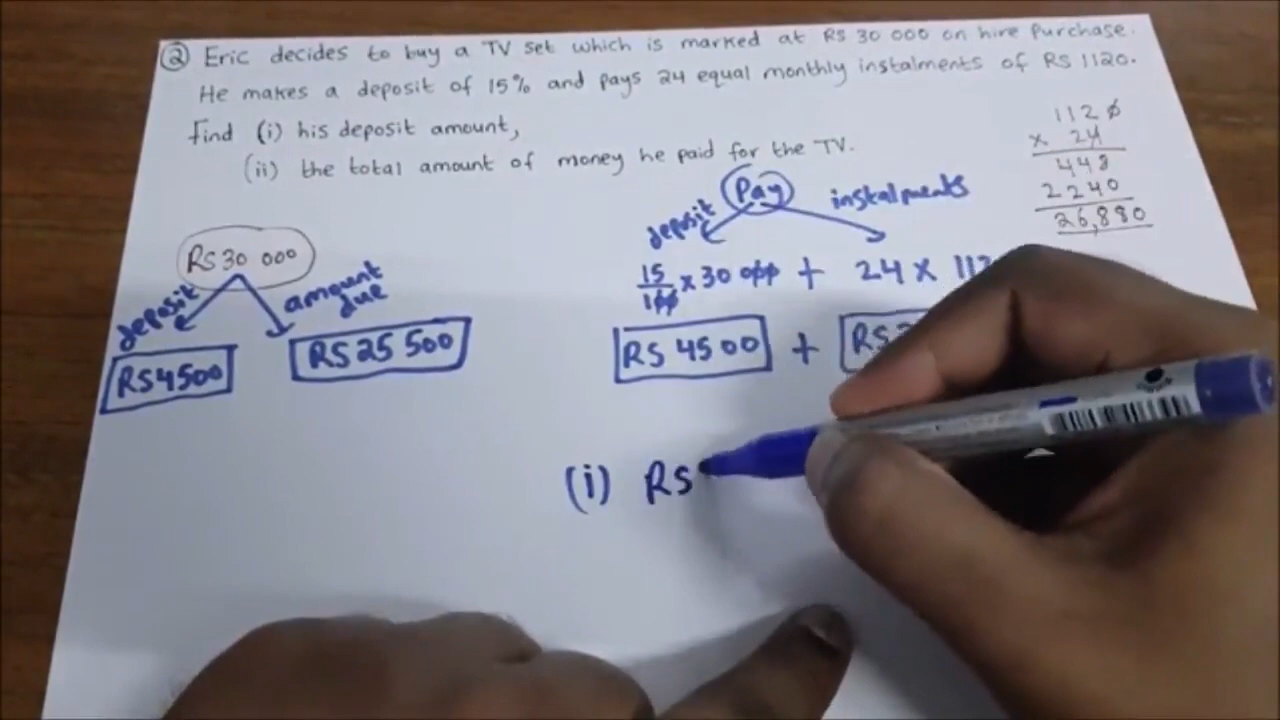 ② Eric decides to buy a TV set which is marked at RS 30 000 on hire Purchase.
He makes a deposit of 15% and pays 24 equal monthly instalments of RS 1120.
find (i) his deposit amount,
(ii) the total amount of money he paid for the TV.
1120
× 24
448
2240
26,880
RS 30 000
deposit
amount due
RS4500
RS 25 500
Pay
deposit
instalments
15/100 × 30 000 + 24 × 112
RS 4500 + RS
(i) RS